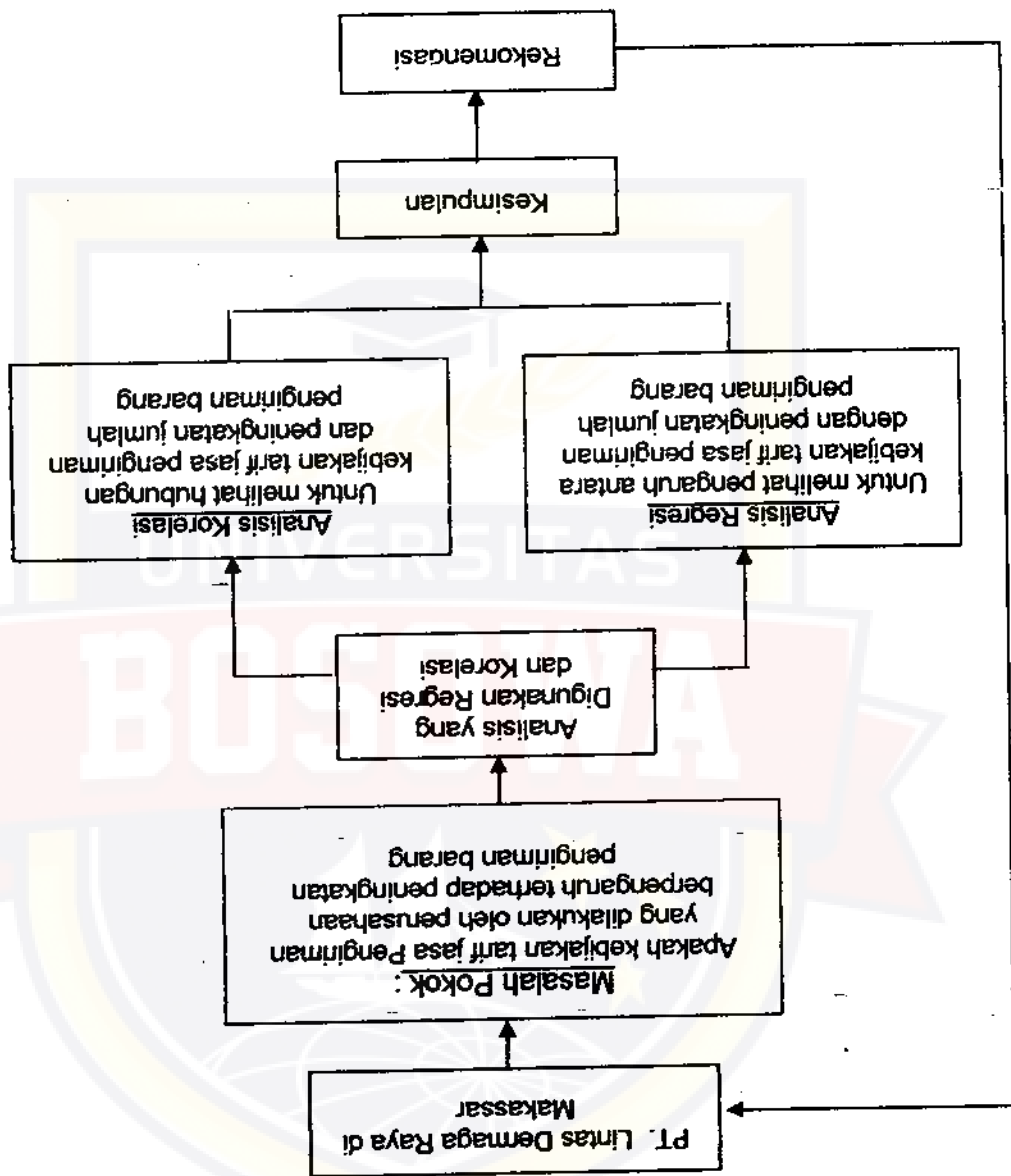 PT. Lintas Dermaga Raya di
Makassar
Masalah Pokok :
Apakah kebijakan tarif jasa Pengiriman
yang dilakukan oleh perusahaan
berpengaruh terhadap peningkatan
pengiriman barang
Analisis yang
Digunakan Regresi
dan Korelasi
Analisis Regresi
Untuk melihat pengaruh antara
kebijakan tarif jasa pengiriman
dengan peningkatan jumlah
pengiriman barang
Analisis Korelasi
Untuk melihat hubungan
kebijakan tarif jasa pengiriman
dan peningkatan jumlah
pengiriman barang
Kesimpulan
Rekomendasi
UNIVERSITAS
BOSOWA